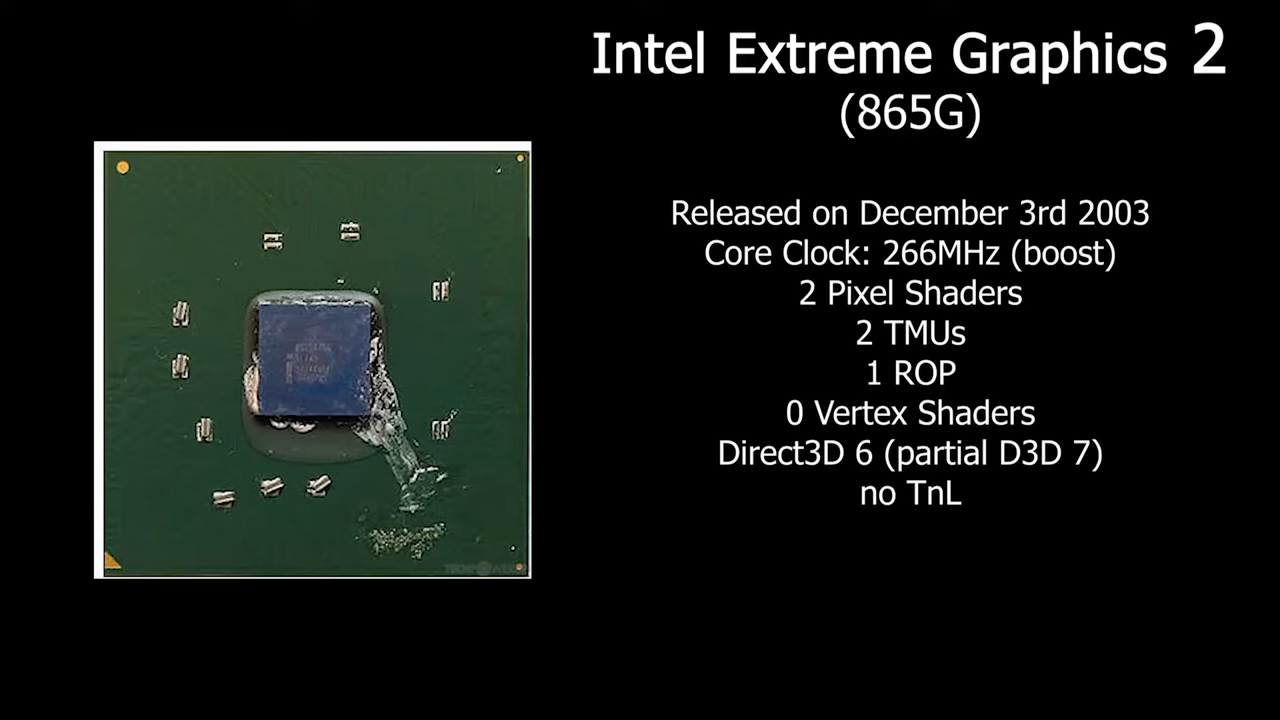 Intel Extreme Graphics 2
(865G)
Released on December 3rd 2003
Core Clock: 266MHz (boost)
2 Pixel Shaders
2 TMUs
1 ROP
0 Vertex Shaders
Direct3D 6 (partial D3D 7)
no TnL